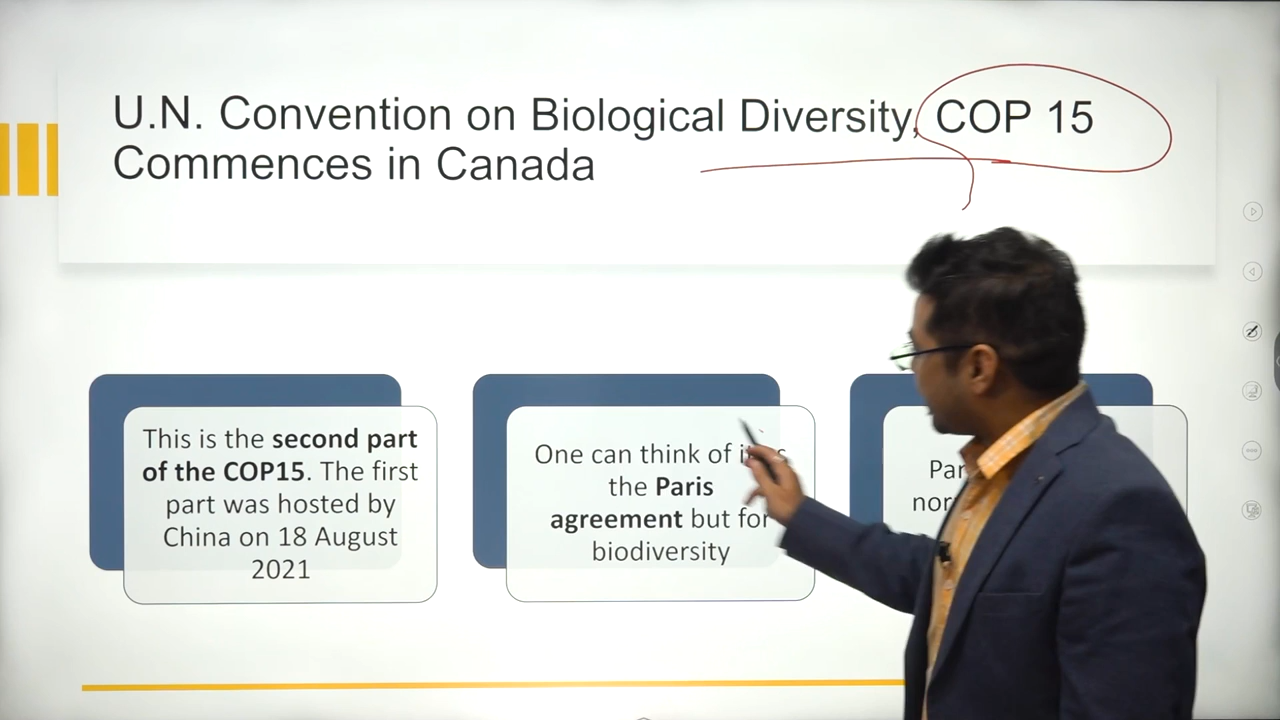 U.N. Convention on Biological Diversity, COP 15
Commences in Canada
This is the second part
of the COP15. The first
part was hosted by
China on 18 August
2021
One can think of
the Paris
agreement but for
biodiversity